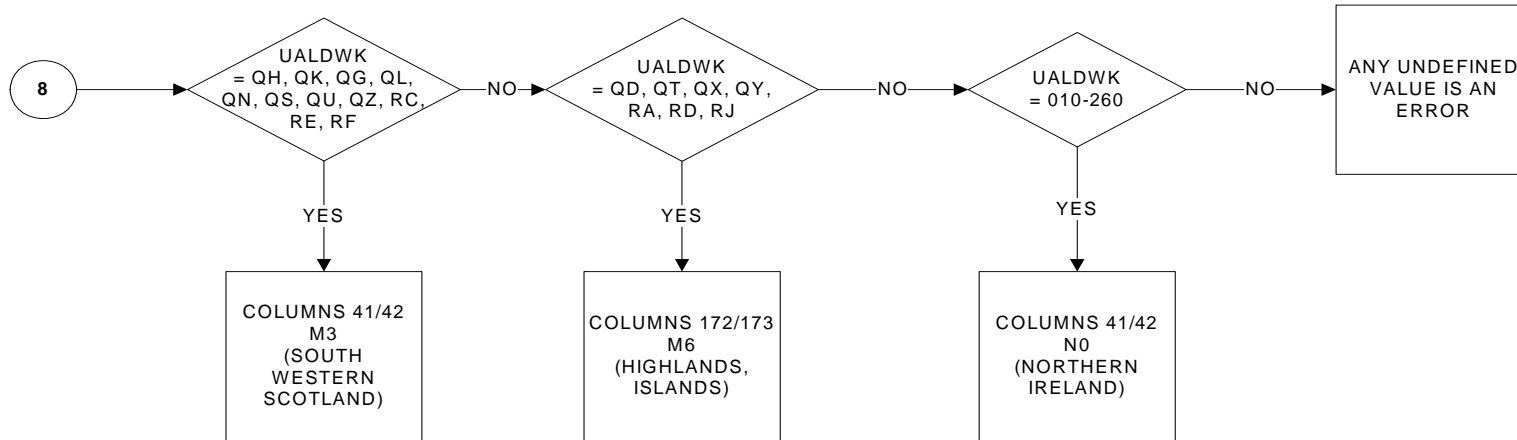 8
UALDWK
= QH, QK, QG, QL,
QN, QS, QU, QZ, RC,
RE, RF
NO
UALDWK
= QD, QT, QX, QY,
RA, RD, RJ
NO
UALDWK
= 010-260
NO
ANY UNDEFINED
VALUE IS AN
ERROR
YES
YES
YES
COLUMNS 41/42
M3
(SOUTH
WESTERN
SCOTLAND)
COLUMNS 172/173
M6
(HIGHLANDS,
ISLANDS)
COLUMNS 41/42
N0
(NORTHERN
IRELAND)